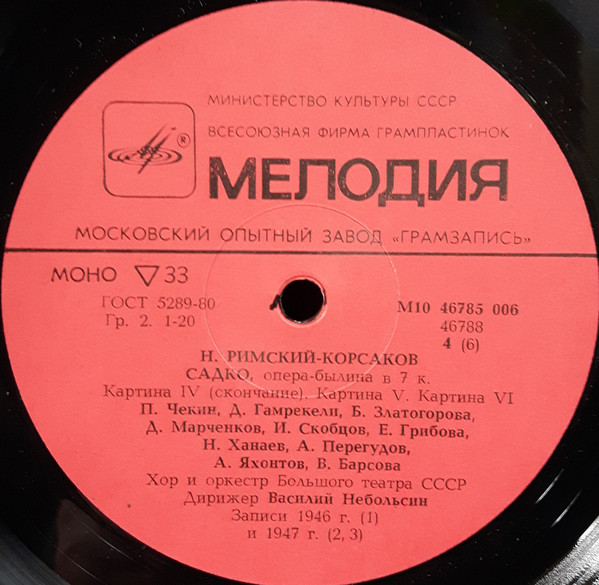 МИНИСТЕРСТВО КУЛЬТУРЫ СССР
ВСЕСОЮЗНАЯ ФИРМА ГРАМПЛАСТИНОК
®
МЕЛОДИЯ
МОСКОВСКИЙ ОПЫТНЫЙ ЗАВОД «ГРАМЗАПИСЬ»
МОНО ▽ 33
ГОСТ 5289-80
Гр. 2. 1-20
М10 46785 006
46788
4 (6)
Н. РИМСКИЙ-КОРСАКОВ
САДКО, опера-былина в 7 к.
Картина IV (скончание). Картина V. Картина VI
П. Чекин, Д. Гамрекели, Б. Златогорова,
Д. Марченков, И. Скобцов, Е. Грибова,
Н. Ханаев, А. Перегудов,
А. Яхонтов, В. Барсова
Хор и оркестр Большого театра СССР
Дирижер Василий Небольсин
Записи 1946 г. (1)
и 1947 г. (2, 3)